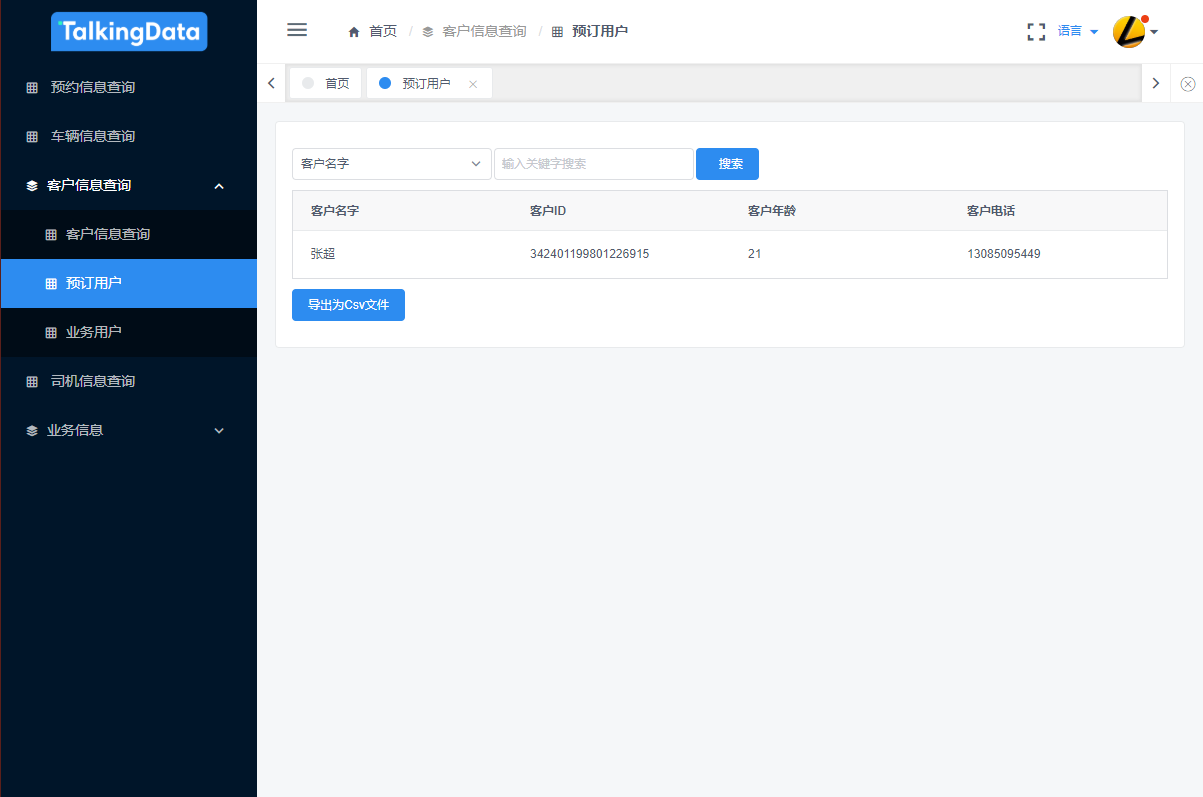 TalkingData
预约信息查询
车辆信息查询
客户信息查询
客户信息查询
预订用户
业务用户
司机信息查询
业务信息
首页 / 客户信息查询 / 预订用户
语言
首页 预订用户
客户名字 输入关键字搜索 搜索
客户名字 客户ID 客户年龄 客户电话
张超 342401199801226915 21 13085095449
导出为Csv文件